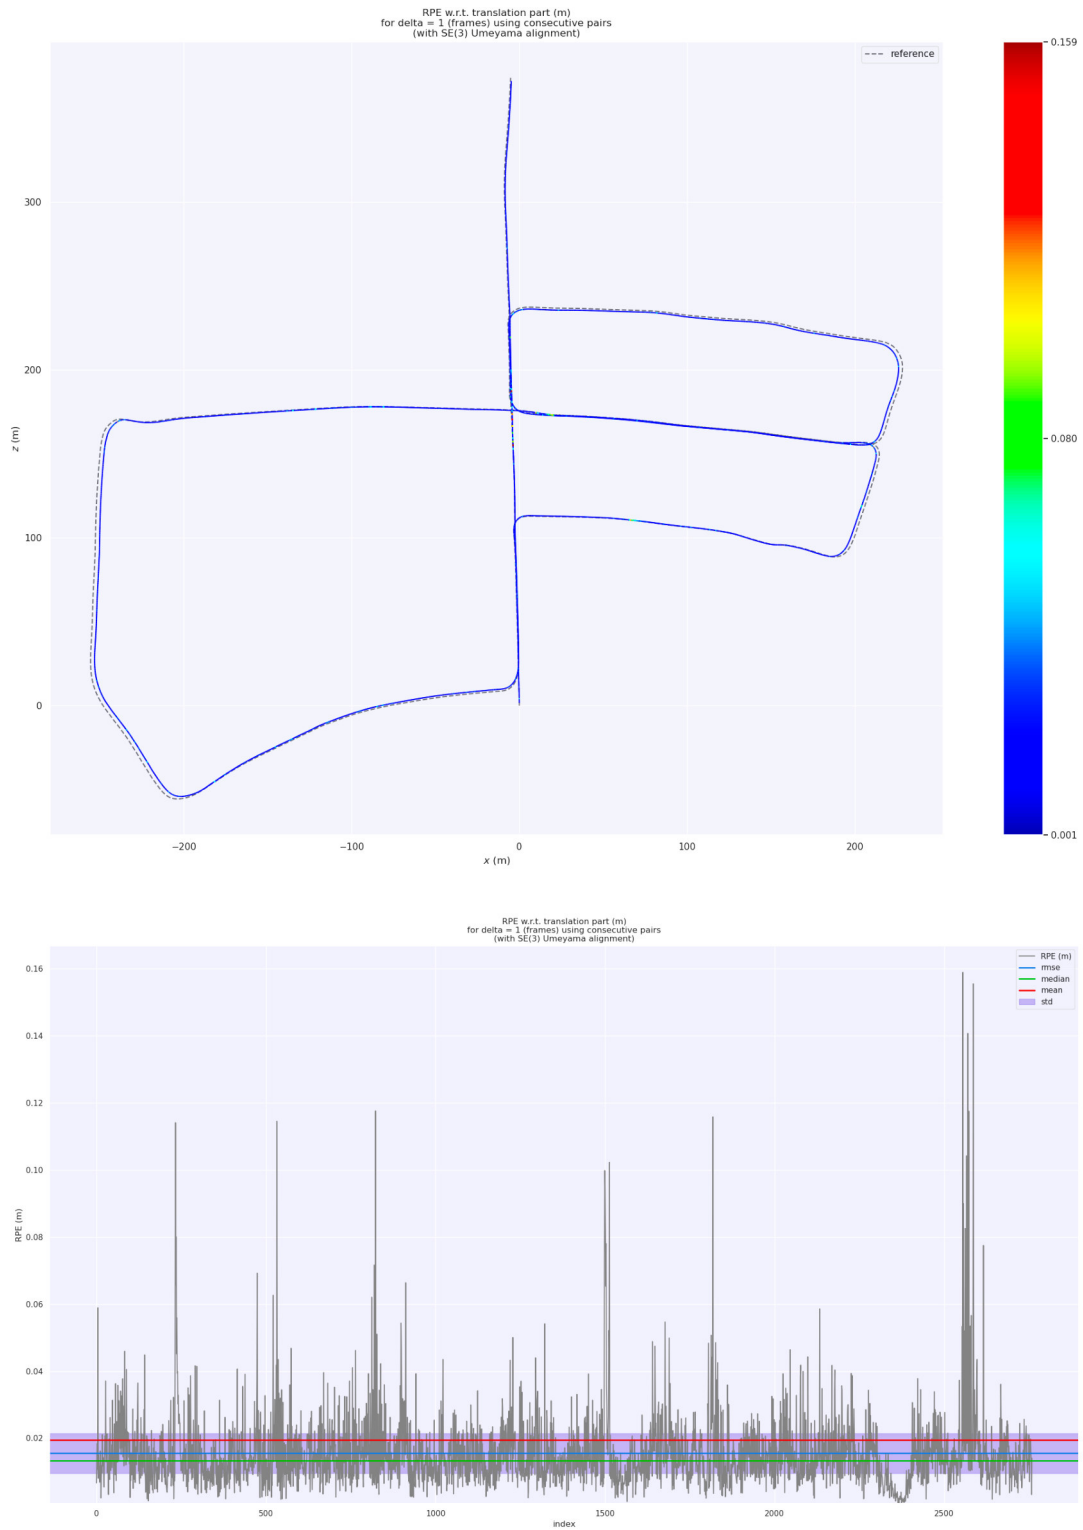 RPE w.r.t. translation part (m)
for delta = 1 (frames) using consecutive pairs
(with SE(3) Umeyama alignment)
reference
0.159
0.080
0.001
300
200
100
0
z (m)
−200
−100
0
100
200
x (m)
RPE w.r.t. translation part (m)
for delta = 1 (frames) using consecutive pairs
(with SE(3) Umeyama alignment)
RPE (m)
rmse
median
mean
std
0.16
0.14
0.12
0.10
0.08
0.06
0.04
0.02
RPE (m)
0
500
1000
1500
2000
2500
index